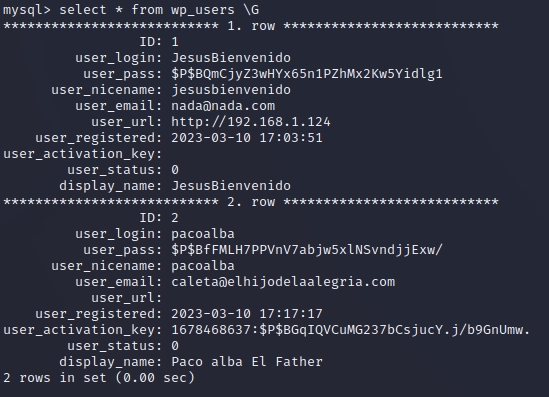 mysql> select * from wp_users \G
*************************** 1. row ***************************
ID: 1
user_login: JesusBienvenido
user_pass: $P$BQmCjyZ3wHYx65n1PZhMx2Kw5Yidlg1
user_nicename: jesusbienvenido
user_email: nada@nada.com
user_url: http://192.168.1.124
user_registered: 2023-03-10 17:03:51
user_activation_key:
user_status: 0
display_name: JesusBienvenido
*************************** 2. row ***************************
ID: 2
user_login: pacoalba
user_pass: $P$BfFMLH7PPVnV7abjw5xlNSvndjjExw/
user_nicename: pacoalba
user_email: caleta@elhijodelaalegria.com
user_url:
user_registered: 2023-03-10 17:17:17
user_activation_key: 1678468637:$P$BGqIQVCuMG237bCsjucY.j/b9GnUmw.
user_status: 0
display_name: Paco alba El Father
2 rows in set (0.00 sec)